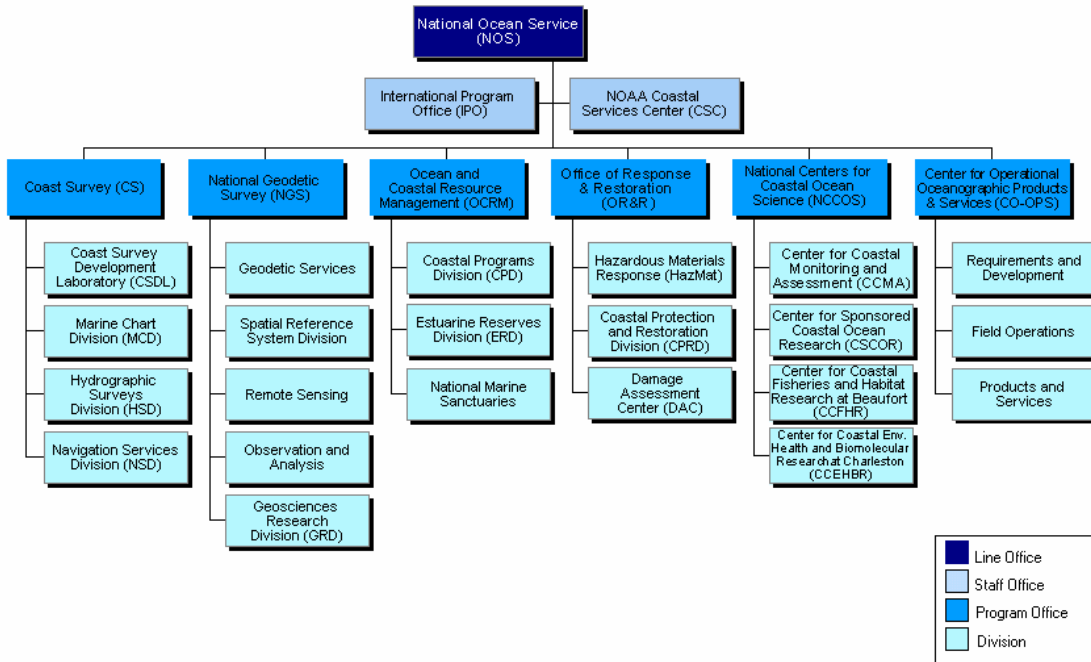 National Ocean Service
(NOS)
International Program
Office (IPO)
NOAA Coastal
Services Center (CSC)
Coast Survey (CS)
National Geodetic
Survey (NGS)
Ocean and
Coastal Resource
Management (OCRM)
Office of Response
& Restoration
(OR&R)
National Centers for
Coastal Ocean
Science (NCCOS)
Center for Operational
Oceanographic Products
& Services (CO-OPS)
Coast Survey
Development
Laboratory (CSDL)
Marine Chart
Division (MCD)
Hydrographic
Surveys
Division (HSD)
Navigation Services
Division (NSD)
Geodetic Services
Spatial Reference
System Division
Remote Sensing
Observation and
Analysis
Geosciences
Research
Division (GRD)
Coastal Programs
Division (CPD)
Estuarine Reserves
Division (ERD)
National Marine
Sanctuaries
Hazardous Materials
Response (HazMat)
Coastal Protection
and Restoration
Division (CPRD)
Damage
Assessment
Center (DAC)
Center for Coastal
Monitoring and
Assessment (CCMA)
Center for Sponsored
Coastal Ocean
Research (CSCOR)
Center for Coastal
Fisheries and Habitat
Research at Beaufort
(CCFHR)
Center for Coastal Env.
Health and Biomolecular
Researchat Charleston
(CCEHBR)
Requirements and
Development
Field Operations
Products and
Services
Line Office
Staff Office
Program Office
Division